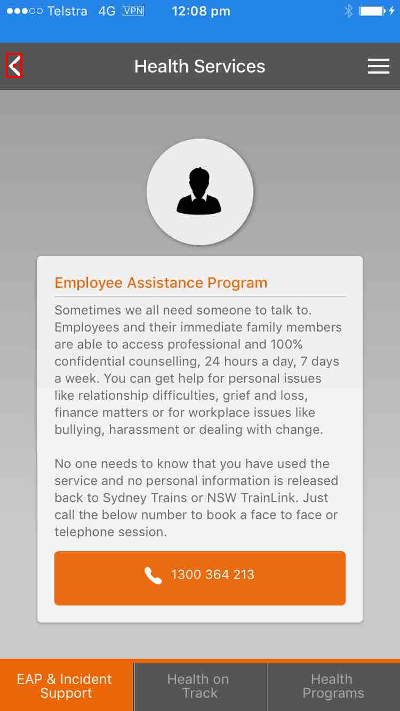 Telstra 4G VPN 12:08 pm
Health Services
Employee Assistance Program
Sometimes we all need someone to talk to.
Employees and their immediate family members
are able to access professional and 100%
confidential counselling, 24 hours a day, 7 days
a week. You can get help for personal issues
like relationship difficulties, grief and loss,
finance matters or for workplace issues like
bullying, harassment or dealing with change.
No one needs to know that you have used the
service and no personal information is released
back to Sydney Trains or NSW TrainLink. Just
call the below number to book a face to face or
telephone session.
1300 364 213
EAP & Incident
Support
Health on
Track
Health
Programs